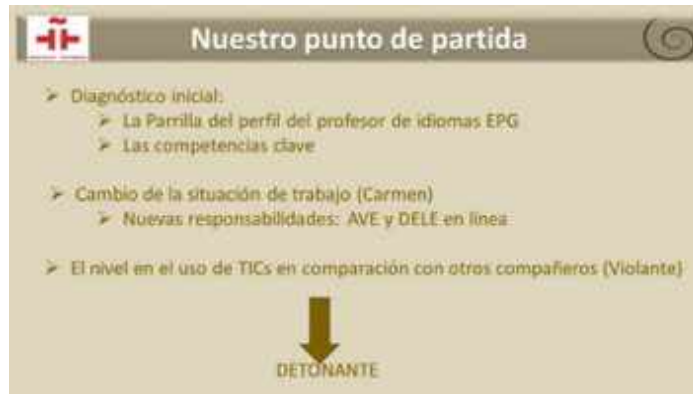 Nuestro punto de partida
➢ Diagnóstico inicial:
➢ La Parrilla del perfil del profesor de idiomas EPG
➢ Las competencias clave
➢ Cambio de la situación de trabajo (Carmen)
➢ Nuevas responsabilidades: AVE y DELE en línea
➢ El nivel en el uso de TICs en comparación con otros compañeros (Violante)
DETONANTE